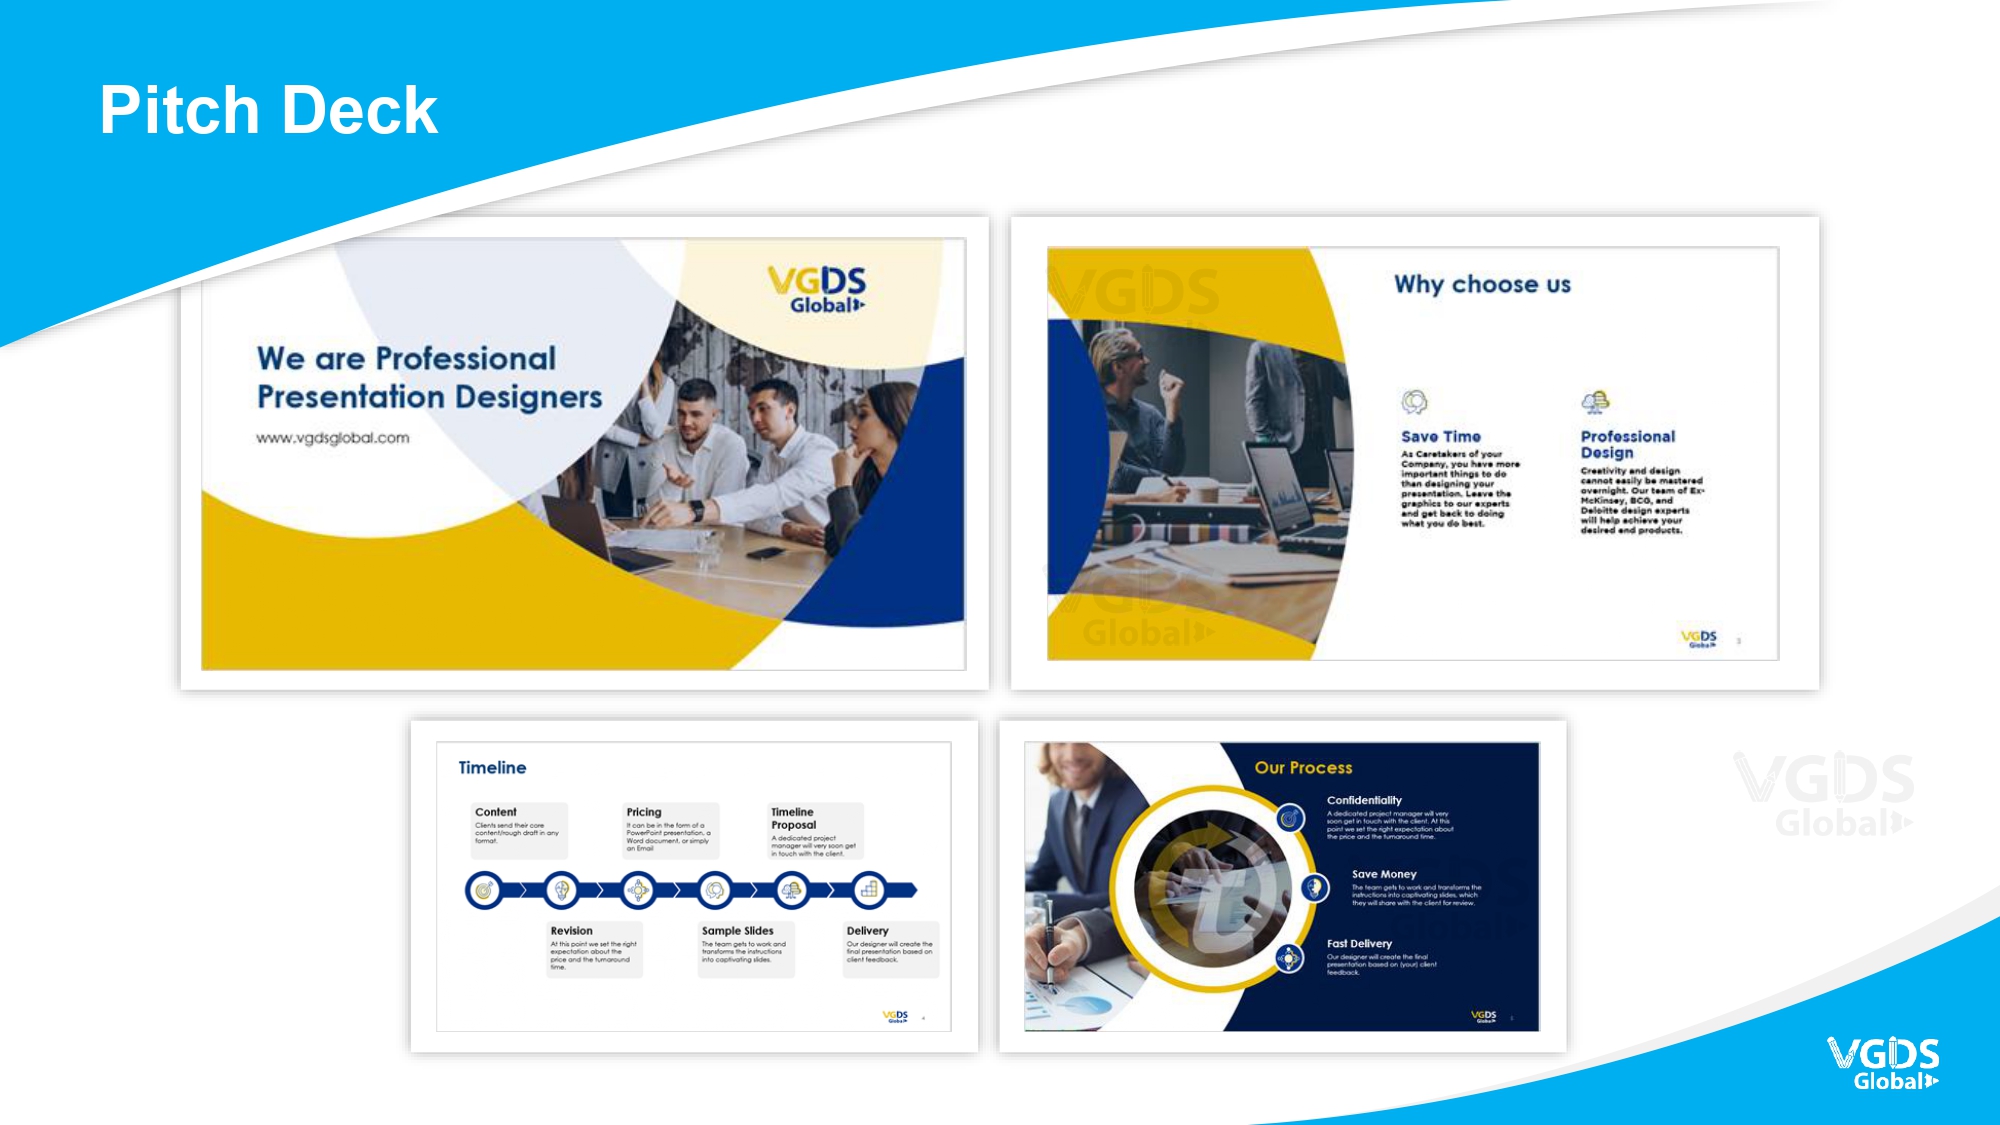 Pitch Deck
VGDS
Global
We are Professional
Presentation Designers
www.vgdsglobal.com
VGDS
Global
Why choose us
Save Time
As Caretakers of your
Company, you have more
important things to do
than designing your
presentation. Leave the
graphics to our experts
and get back to doing
what you do best.
Professional
Design
Creativity and design
cannot easily be mastered
overnight. Our team of Ex-
McKinsey, BCG, and
Deloitte design experts
will help achieve your
desired end products.
VGDS
Global
3
Timeline
Content
Clients send their core
content/rough draft in any
format.
Pricing
It can be in the form of a
PowerPoint presentation, a
Word document, or simply
an Email
Timeline
Proposal
A dedicated project
manager will very soon get
in touch with the client.
Revision
At this point we set the right
expectation about the
price and the turnaround
time.
Sample Slides
The team gets to work and
transforms the instructions
into captivating slides.
Delivery
Our designer will create the
final presentation based on
client feedback.
VGDS
Global
4
Our Process
Confidentiality
A dedicated project manager will very
soon get in touch with the client. At this
point we set the right expectation about
the price and the turnaround time.
Save Money
The team gets to work and transforms the
instructions into captivating slides, which
they will share with the client for review.
Fast Delivery
Our designer will create the final
presentation based on (your) client
feedback.
VGDS
Global
VGDS
Global
VGDS
Global